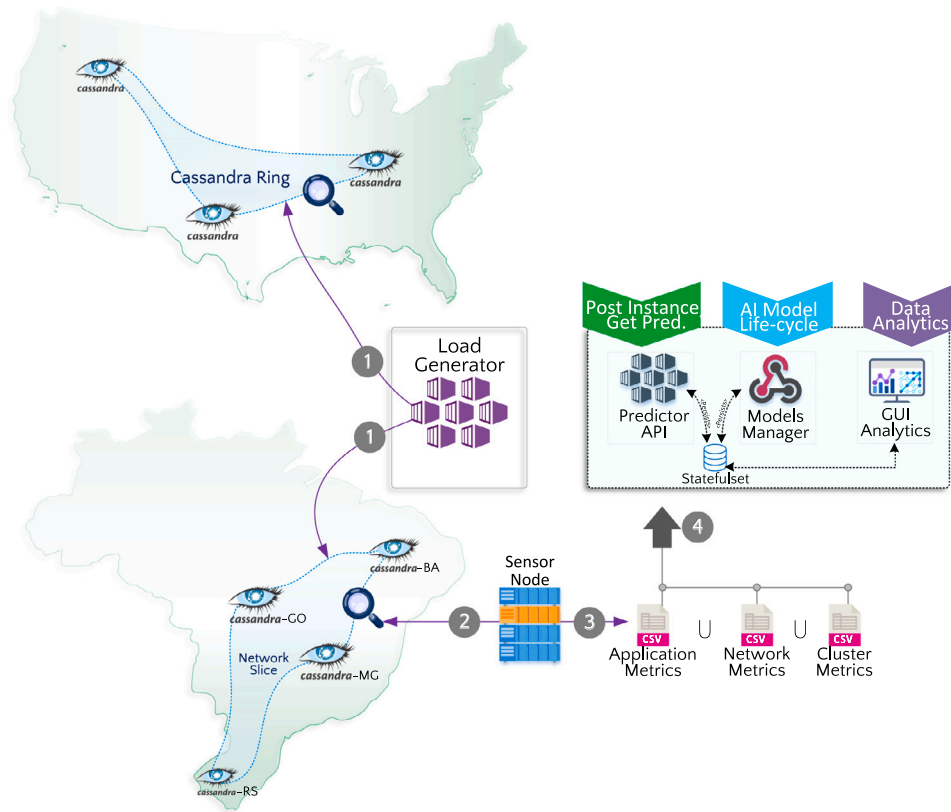 cassandra
Cassandra Ring
cassandra
cassandra
Post Instance
Get Pred.
AI Model
Life-cycle
Data
Analytics
Predictor
API
Models
Manager
GUI
Analytics
Statefulset
Load
Generator
1
1
4
cassandra-BA
cassandra-GO
Network
Slice
cassandra-MG
cassandra-RS
2
Sensor
Node
3
CSV
U
CSV
U
CSV
Application
Metrics
Network
Metrics
Cluster
Metrics